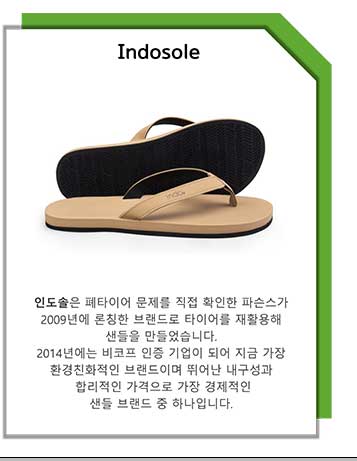 Indosole
인도솔은 폐타이어 문제를 직접 확인한 파슨스가
2009년에 론칭한 브랜드로 타이어를 재활용해
샌들을 만들었습니다.
2014년에는 비코프 인증 기업이 되어 지금 가장
환경친화적인 브랜드이며 뛰어난 내구성과
합리적인 가격으로 가장 경제적인
샌들 브랜드 중 하나입니다.